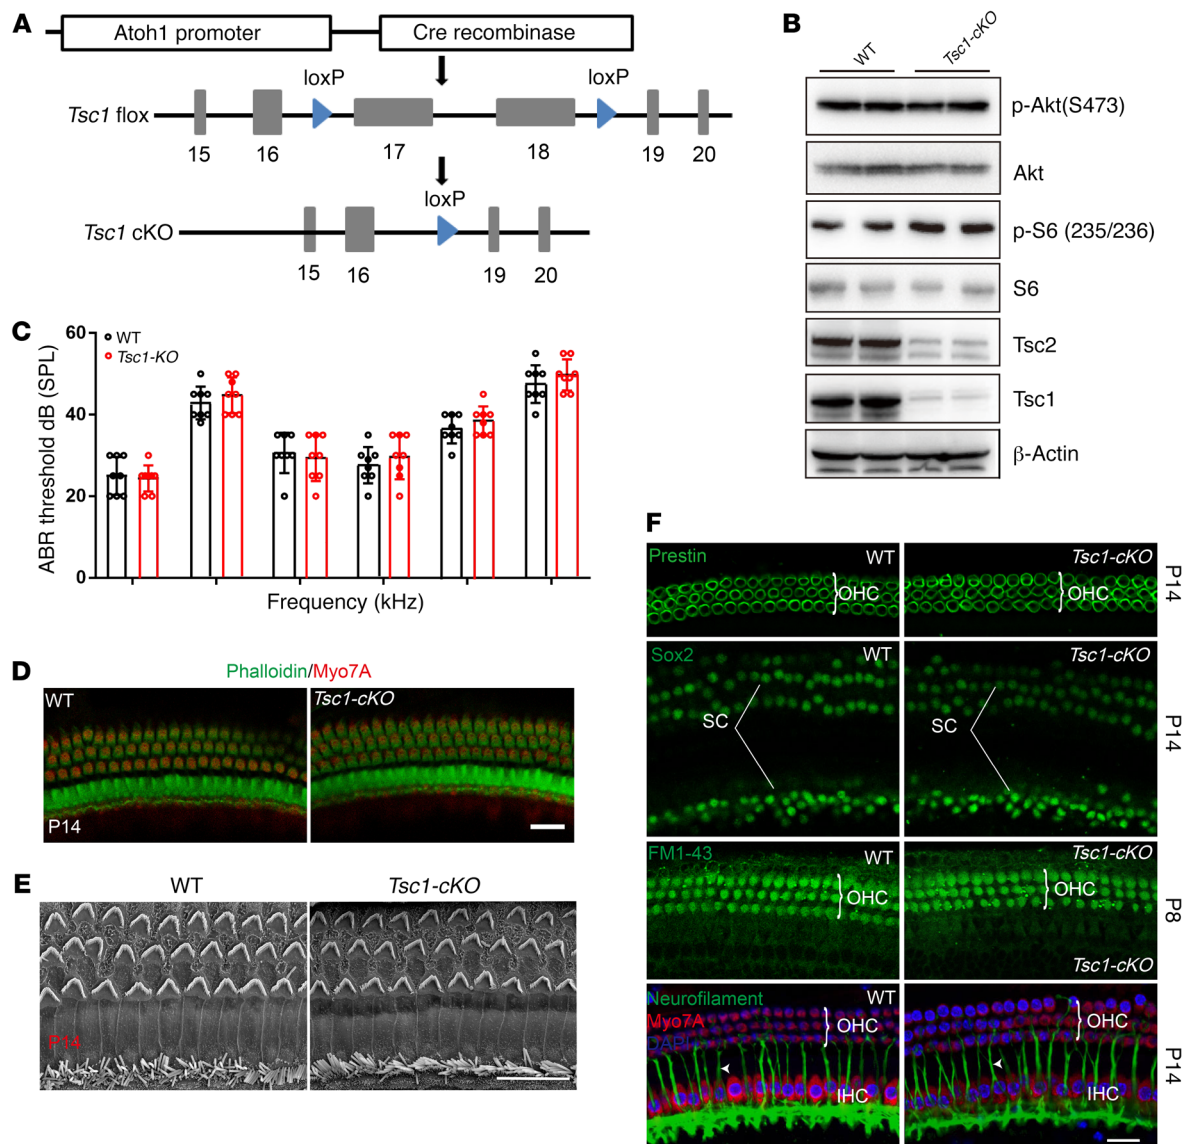 A
Atoh1 promoter
Cre recombinase
loxP
loxP
Tsc1 flox
15
16
17
18
19
20
loxP
Tsc1 cKO
15
16
19
20
B
WT
Tsc1-cKO
p-Akt(S473)
Akt
p-S6 (235/236)
S6
Tsc2
Tsc1
β-Actin
C
WT
Tsc1-KO
ABR threshold dB (SPL)
60
40
20
0
Frequency (kHz)
D
Phalloidin/Myo7A
WT
Tsc1-cKO
P14
E
WT
Tsc1-cKO
P14
F
Prestin
WT
OHC
Tsc1-cKO
OHC
P14
Sox2
WT
SC
Tsc1-cKO
SC
P14
FM1-43
WT
OHC
Tsc1-cKO
OHC
Tsc1-cKO
P8
Neurofilament
Myo7A
DAPI
WT
OHC
IHC
OHC
IHC
P14